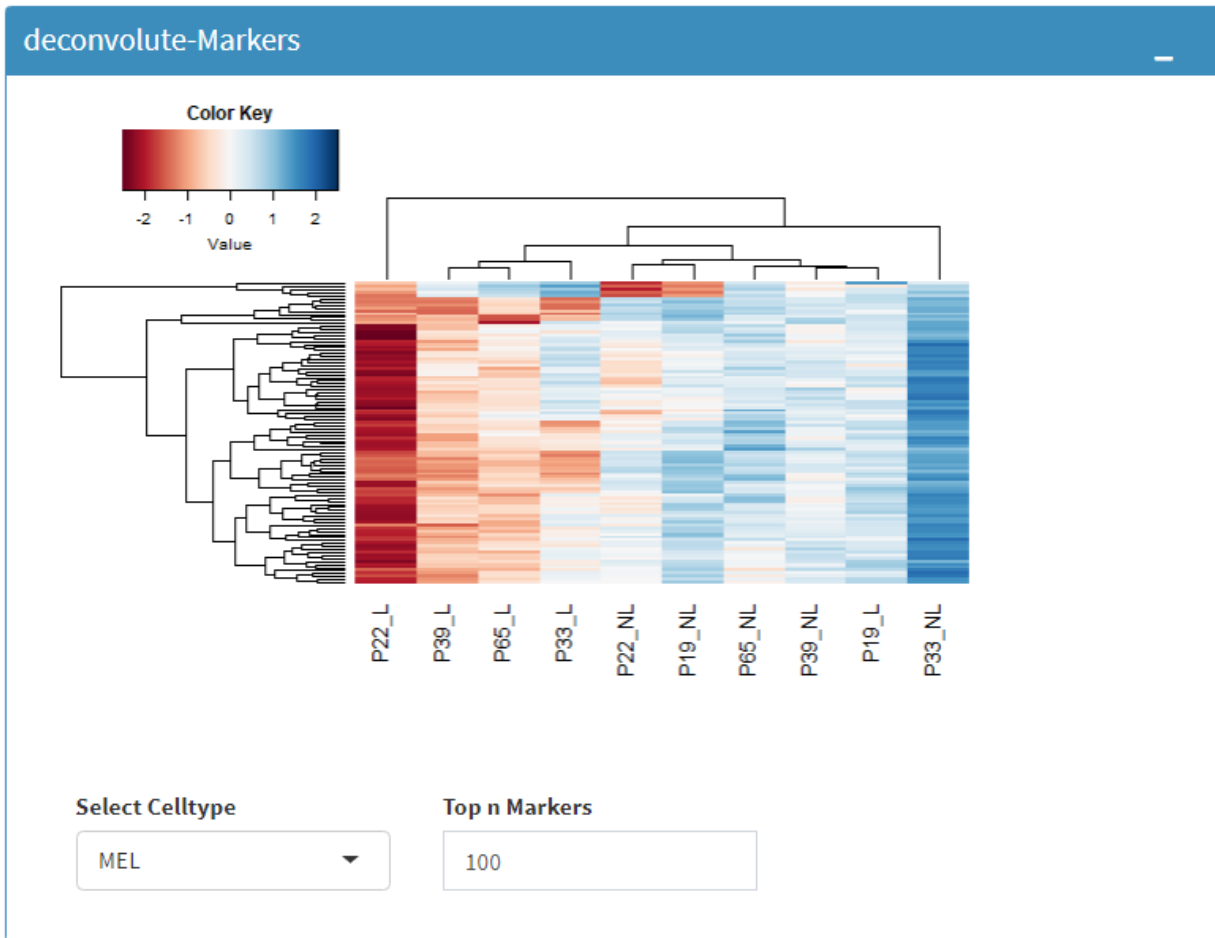 deconvolute-Markers
Color Key
-2 -1 0 1 2
Value
P22_L P39_L P65_L P33_L P22_NL P19_NL P65_NL P39_NL P19_L P33_NL
Select Celltype Top n Markers
MEL 100